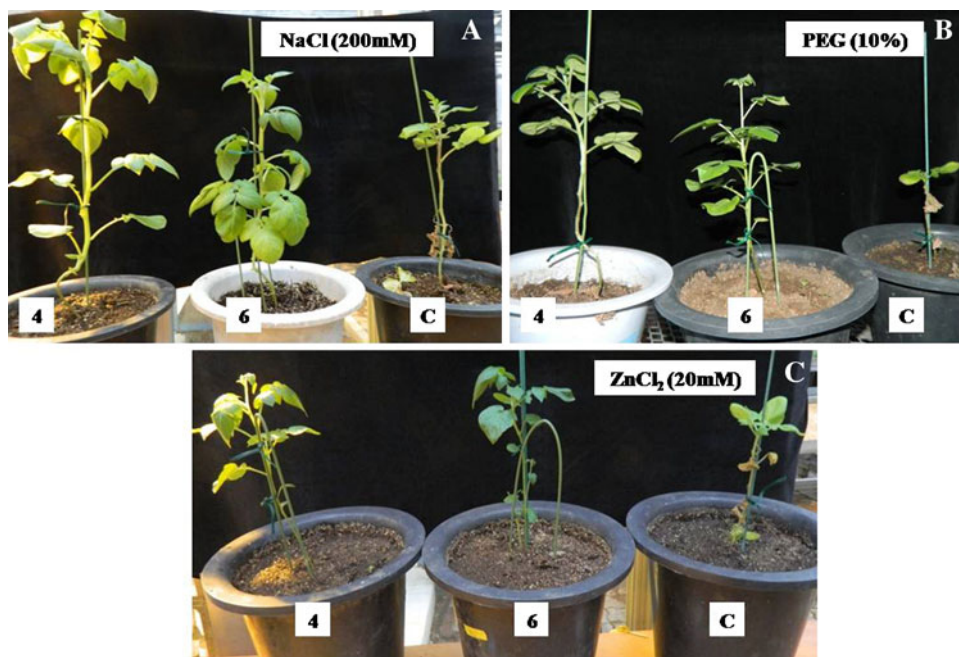 NaCl (200mM) A
4 6 C
PEG (10%) B
4 6 C
ZnCl₂ (20mM) C
4 6 C